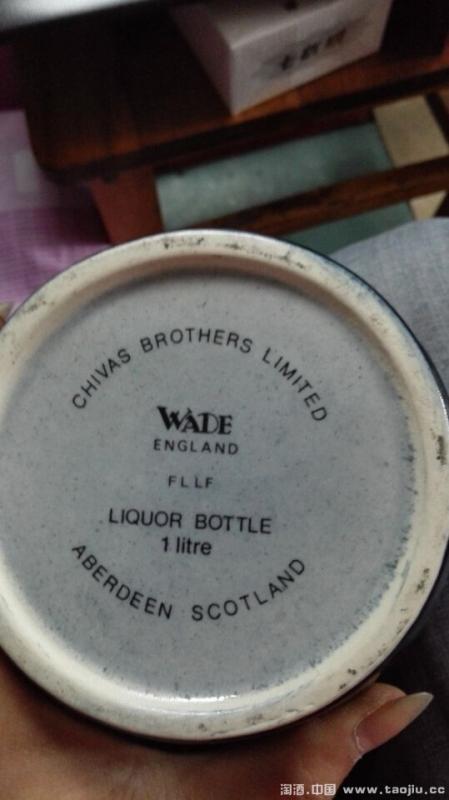 CHIVAS BROTHERS LIMITED
WADE
ENGLAND
FLLF
LIQUOR BOTTLE
1 litre
ABERDEEN SCOTLAND
淘酒.中国 www.taojiu.cc